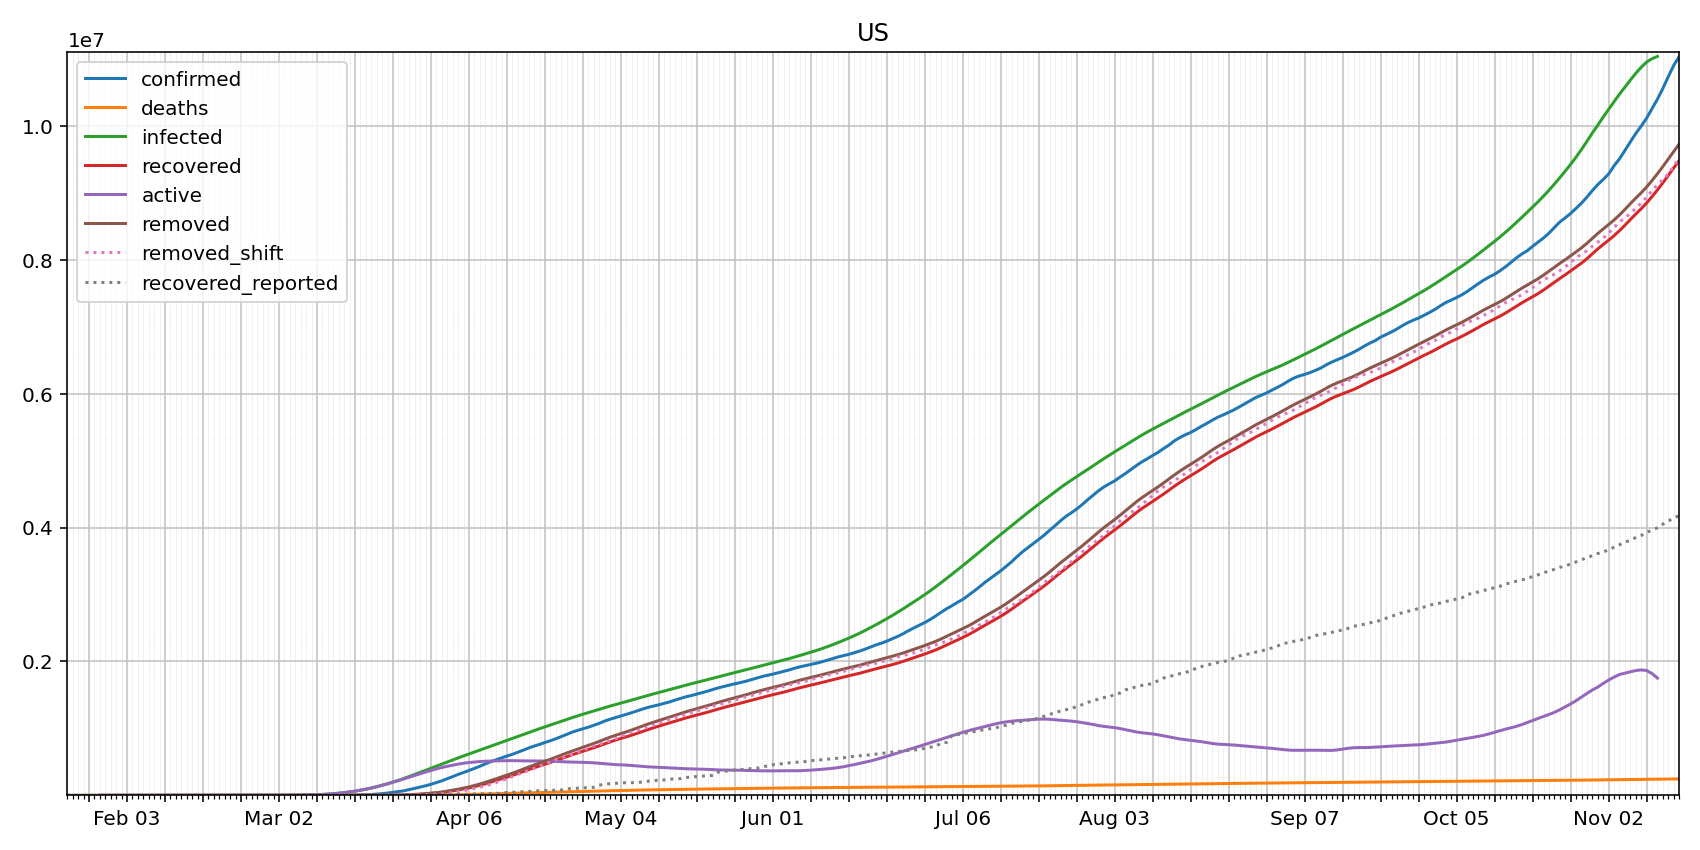 US
1e7
confirmed
deaths
infected
recovered
active
removed
removed_shift
recovered_reported
1.0
0.8
0.6
0.4
0.2
Feb 03 Mar 02 Apr 06 May 04 Jun 01 Jul 06 Aug 03 Sep 07 Oct 05 Nov 02